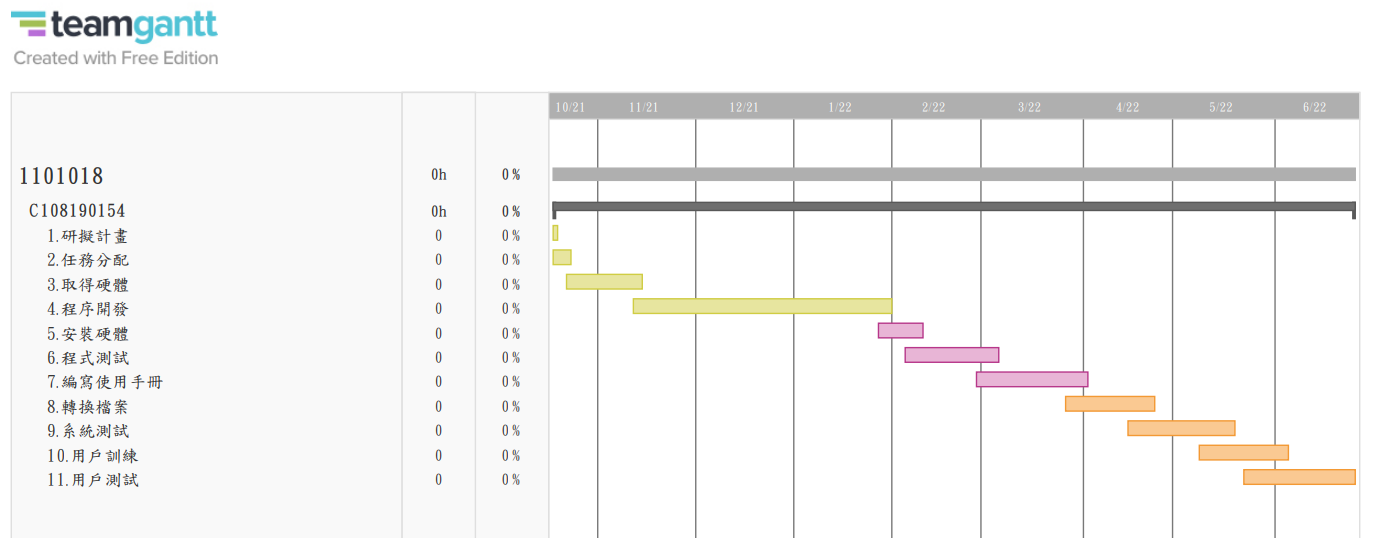 teamgantt
Created with Free Edition
10/21 11/21 12/21 1/22 2/22 3/22 4/22 5/22 6/22
1101018 0h 0%
C108190154 0h 0%
1.研擬計畫 0 0%
2.任務分配 0 0%
3.取得硬體 0 0%
4.程序開發 0 0%
5.安裝硬體 0 0%
6.程式測試 0 0%
7.編寫使用手冊 0 0%
8.轉換檔案 0 0%
9.系統測試 0 0%
10.用戶訓練 0 0%
11.用戶測試 0 0%